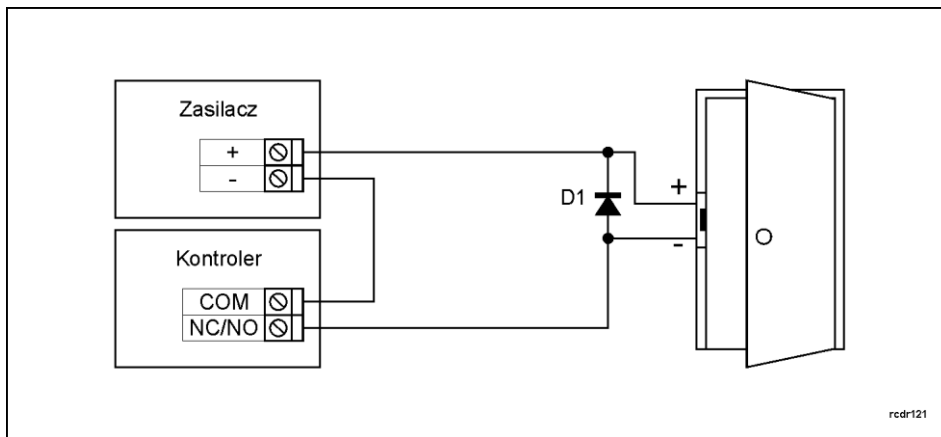 Zasilacz
+
-
D1
+
-
Kontroler
COM
NC/NO
rcdr121